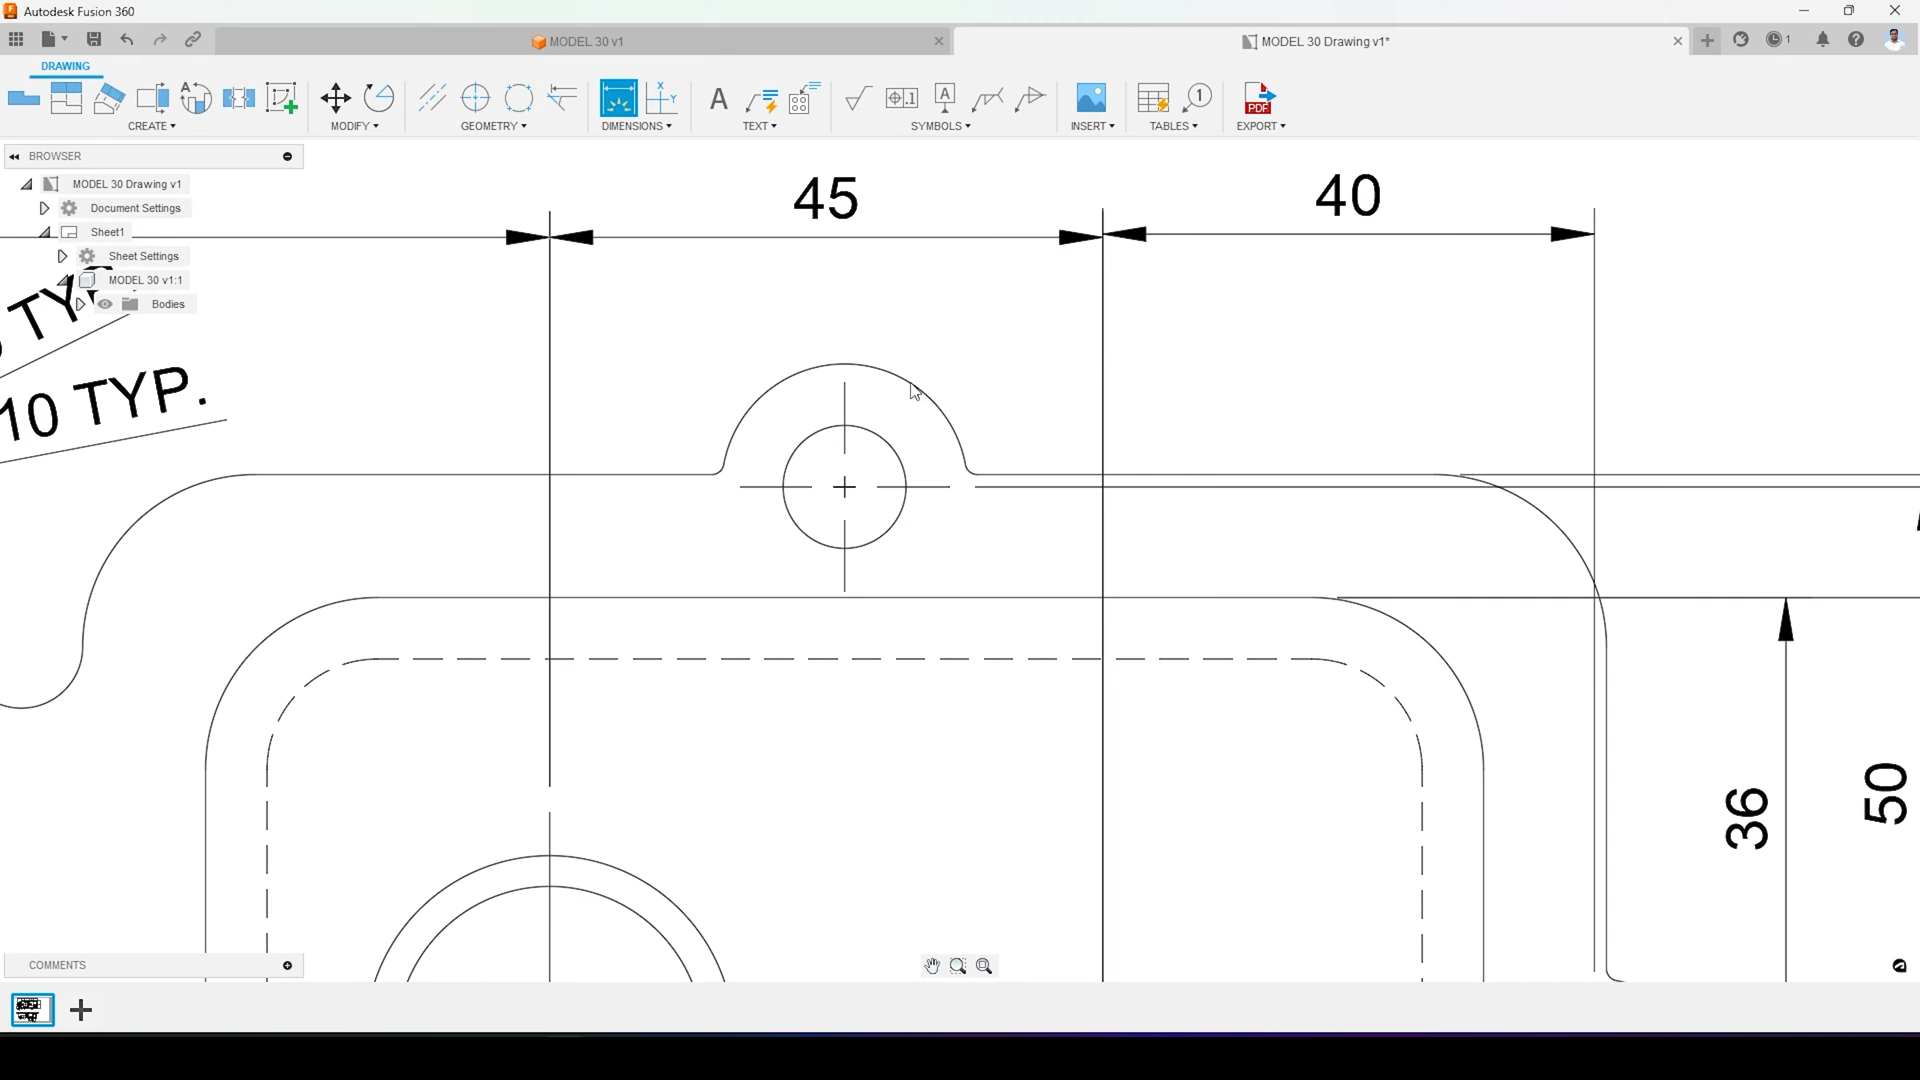 Autodesk Fusion 360
MODEL 30 v1
MODEL 30 Drawing v1*
1
DRAWING
CREATE
MODIFY
GEOMETRY
DIMENSIONS
TEXT
SYMBOLS
INSERT
TABLES
EXPORT
BROWSER
MODEL 30 Drawing v1
Document Settings
Sheet1
Sheet Settings
MODEL 30 v1:1
Bodies
45
40
TY
10 TYP.
36
50
COMMENTS